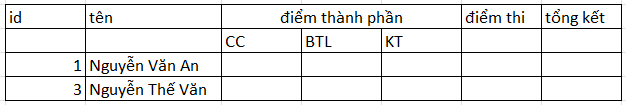 id tên điểm thành phần điểm thi tổng kết
CC BTL KT
1 Nguyễn Văn An
3 Nguyễn Thế Văn